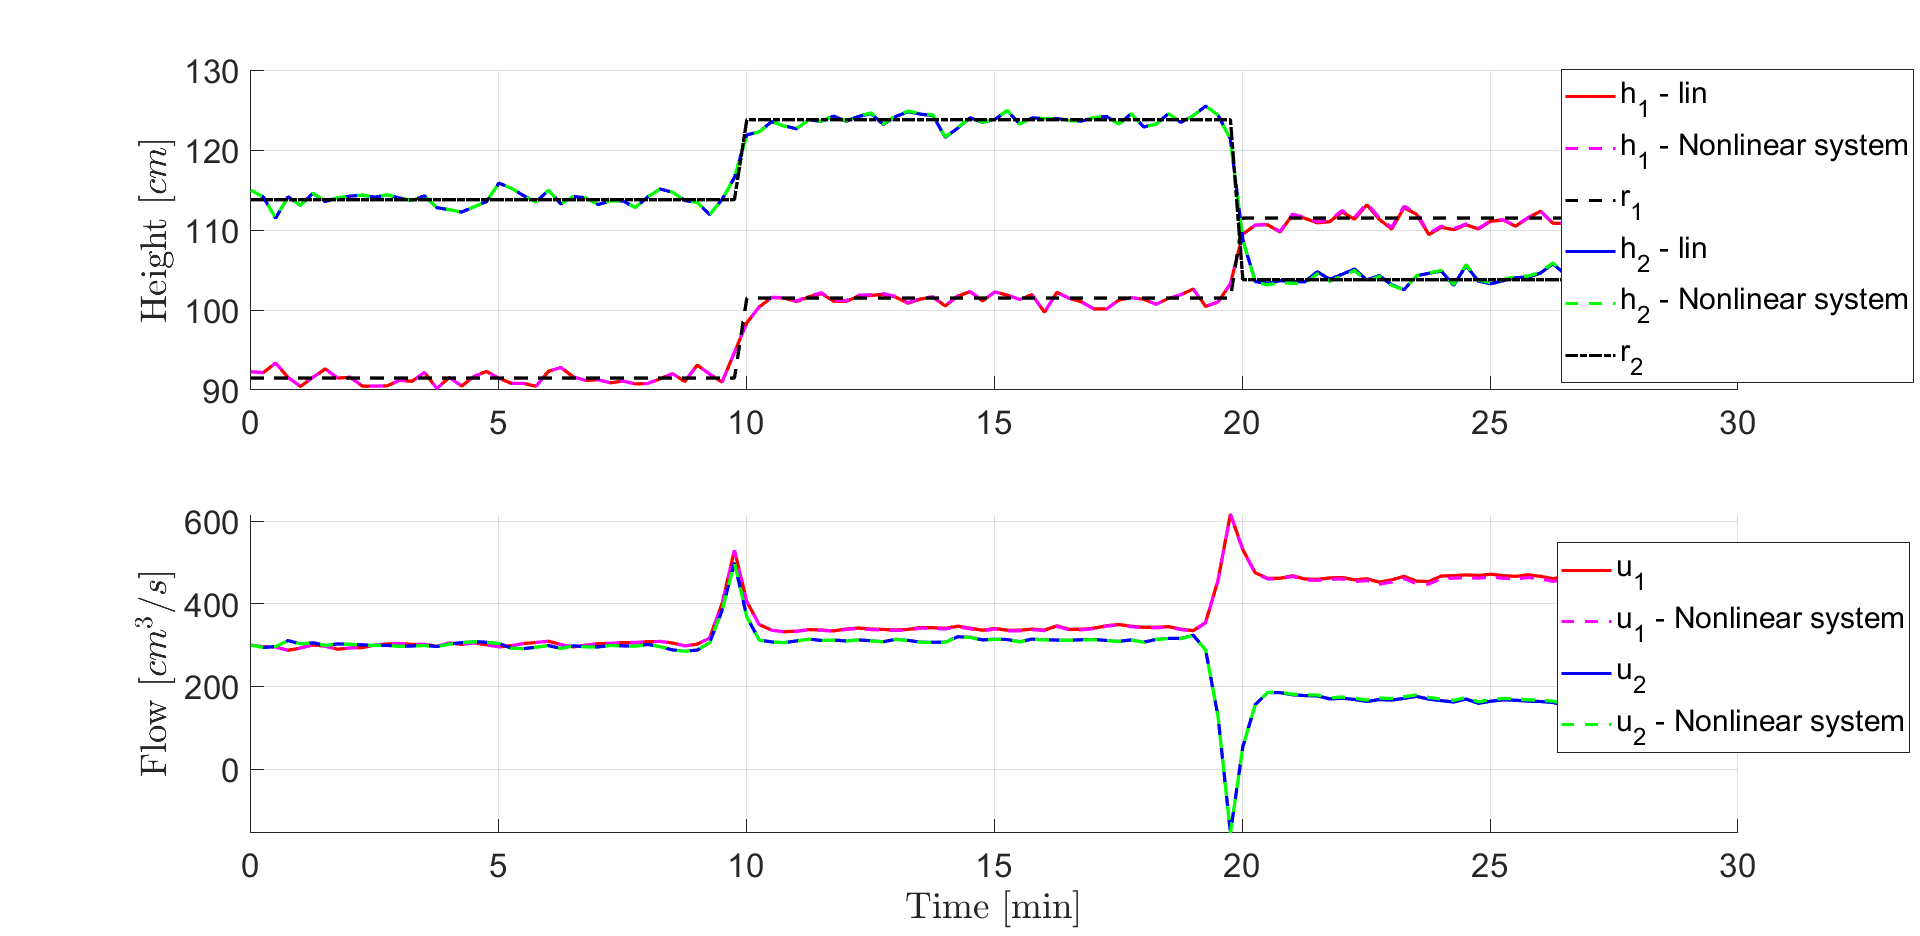 130
120
110
100
90
Height [cm]
0 5 10 15 20 25 30
h1 - lin
h1 - Nonlinear system
r1
h2 - lin
h2 - Nonlinear system
r2
600
400
200
0
Flow [cm3/s]
0 5 10 15 20 25 30
Time [min]
u1
u1 - Nonlinear system
u2
u2 - Nonlinear system